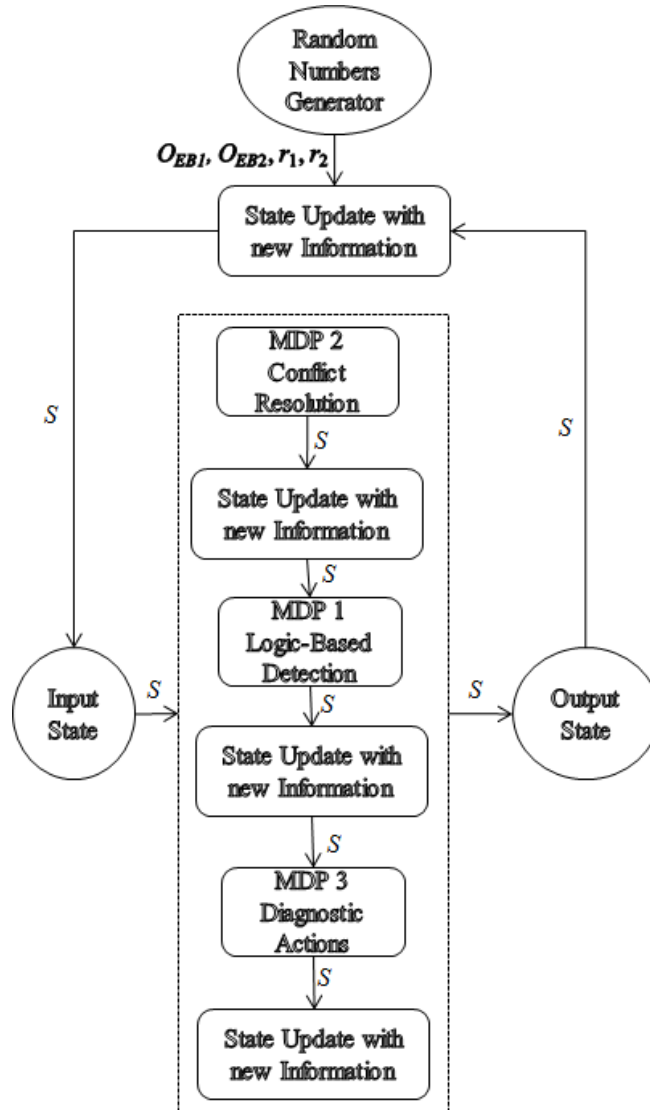 Random
Numbers
Generator
O_EB1, O_EB2, r_1, r_2
State Update with
new Information
MDP 2
Conflict
Resolution
S
S
S
State Update with
new Information
S
MDP 1
Logic-Based
Detection
Input
State
S
S
S
Output
State
State Update with
new Information
S
MDP 3
Diagnostic
Actions
S
State Update with
new Information